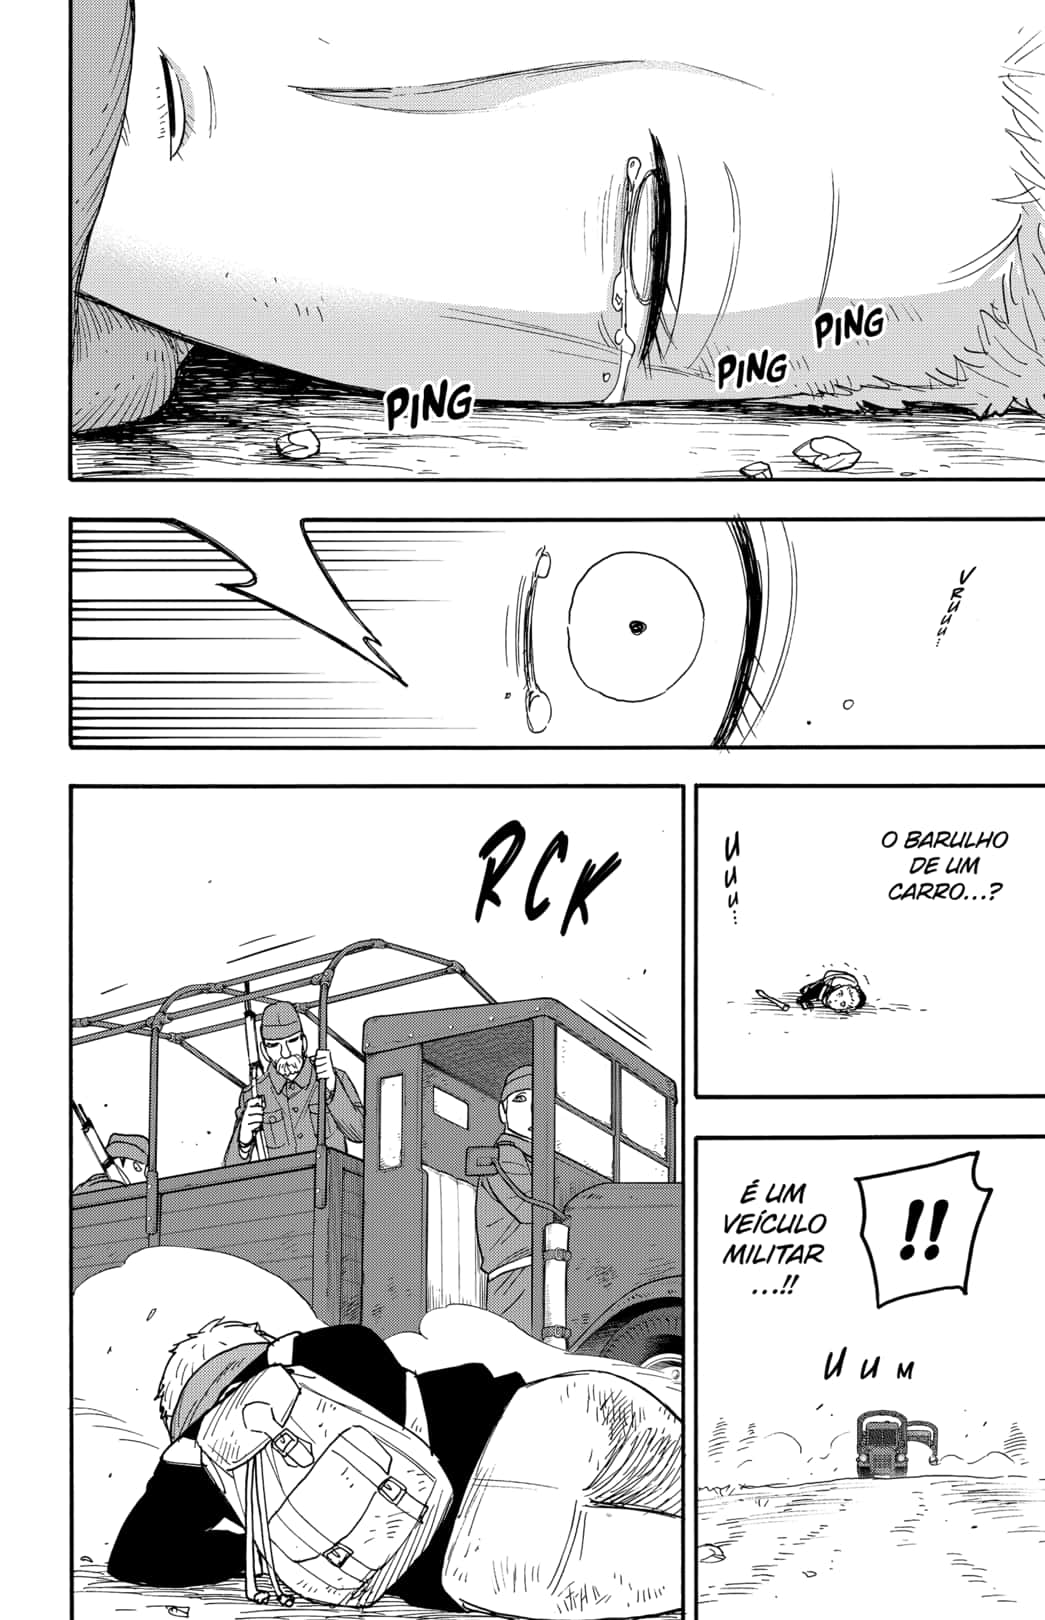 PING
PING
PING
VRUUU...
O BARULHO
DE UM
CARRO...?
UUU...
RCK
!!
É UM
VEÍCULO
MILITAR
...!!
UUM